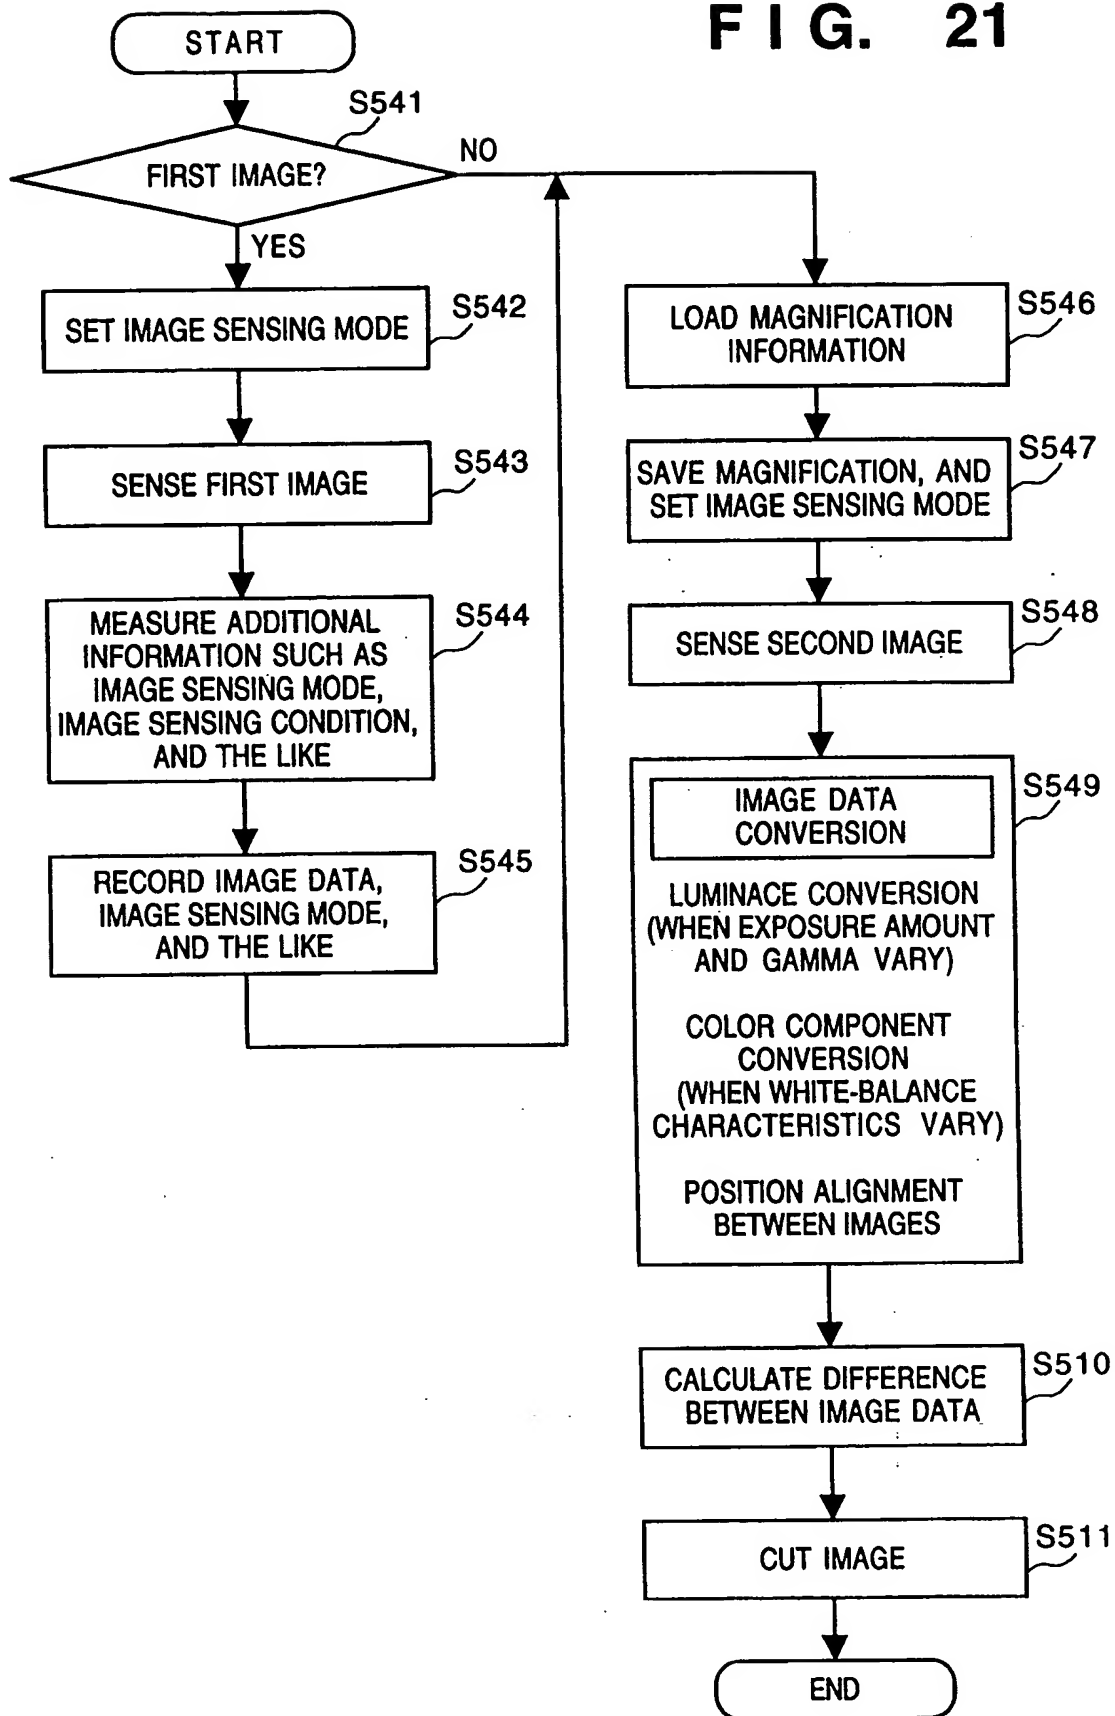 FIG. 21
START
S541
FIRST IMAGE?
NO
YES
S542
SET IMAGE SENSING MODE
S543
SENSE FIRST IMAGE
S544
MEASURE ADDITIONAL
INFORMATION SUCH AS
IMAGE SENSING MODE,
IMAGE SENSING CONDITION,
AND THE LIKE
S545
RECORD IMAGE DATA,
IMAGE SENSING MODE,
AND THE LIKE
S546
LOAD MAGNIFICATION
INFORMATION
S547
SAVE MAGNIFICATION, AND
SET IMAGE SENSING MODE
S548
SENSE SECOND IMAGE
S549
IMAGE DATA
CONVERSION
LUMINACE CONVERSION
(WHEN EXPOSURE AMOUNT
AND GAMMA VARY)
COLOR COMPONENT
CONVERSION
(WHEN WHITE-BALANCE
CHARACTERISTICS VARY)
POSITION ALIGNMENT
BETWEEN IMAGES
S510
CALCULATE DIFFERENCE
BETWEEN IMAGE DATA
S511
CUT IMAGE
END